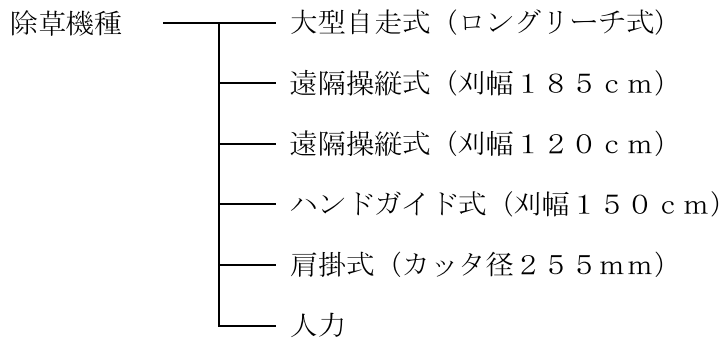 除草機種
大型自走式（ロングリーチ式）
遠隔操縦式（刈幅１８５ｃｍ）
遠隔操縦式（刈幅１２０ｃｍ）
ハンドガイド式（刈幅１５０ｃｍ）
肩掛式（カッタ径２５５ｍｍ）
人力